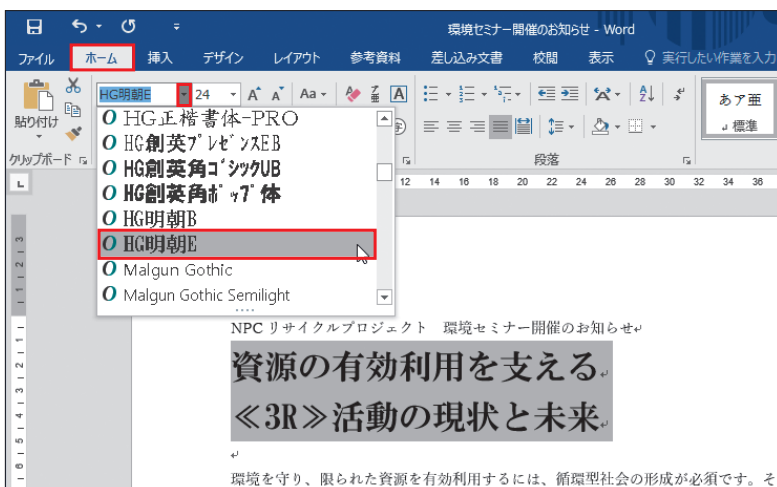 環境セミナー開催のお知らせ - Word
ファイル ホーム 挿入 デザイン レイアウト 参考資料 差し込み文書 校閲 表示 実行したい作業を入力
貼り付け
HG明朝E 24 Aa
あア亜
標準
クリップボード 段落
HG正楷書体-PRO
HG創英プレゼンスEB
HG創英角ゴシックUB
HG創英角ポップ体
HG明朝B
HG明朝E
Malgun Gothic
Malgun Gothic Semilight
12 14 16 18 20 22 24 26 28 30 32 34 36
NPCリサイクルプロジェクト 環境セミナー開催のお知らせ
資源の有効利用を支える
≪3R≫活動の現状と未来
環境を守り、限られた資源を有効利用するには、循環型社会の形成が必須です。そ